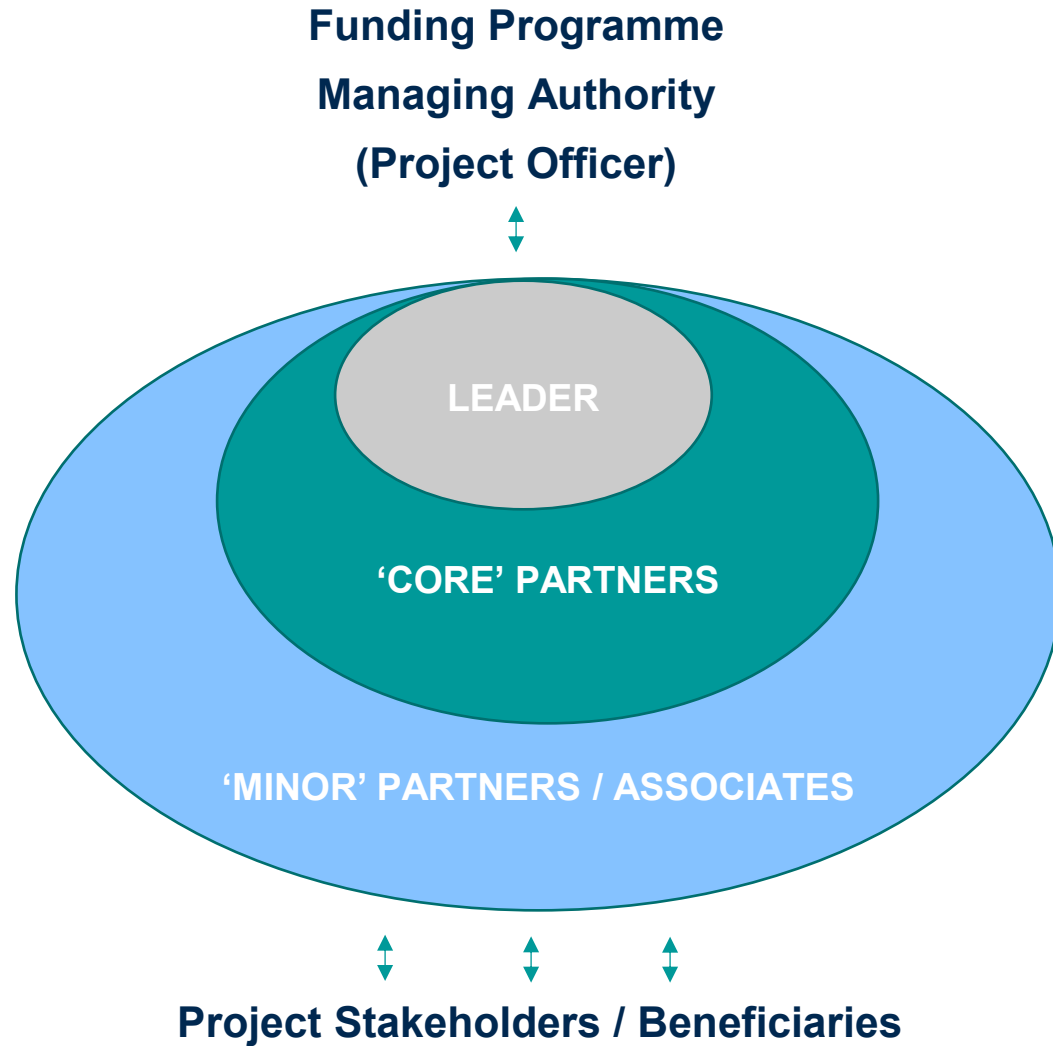 Funding Programme
Managing Authority
(Project Officer)
LEADER
‘CORE’ PARTNERS
‘MINOR’ PARTNERS / ASSOCIATES
Project Stakeholders / Beneficiaries